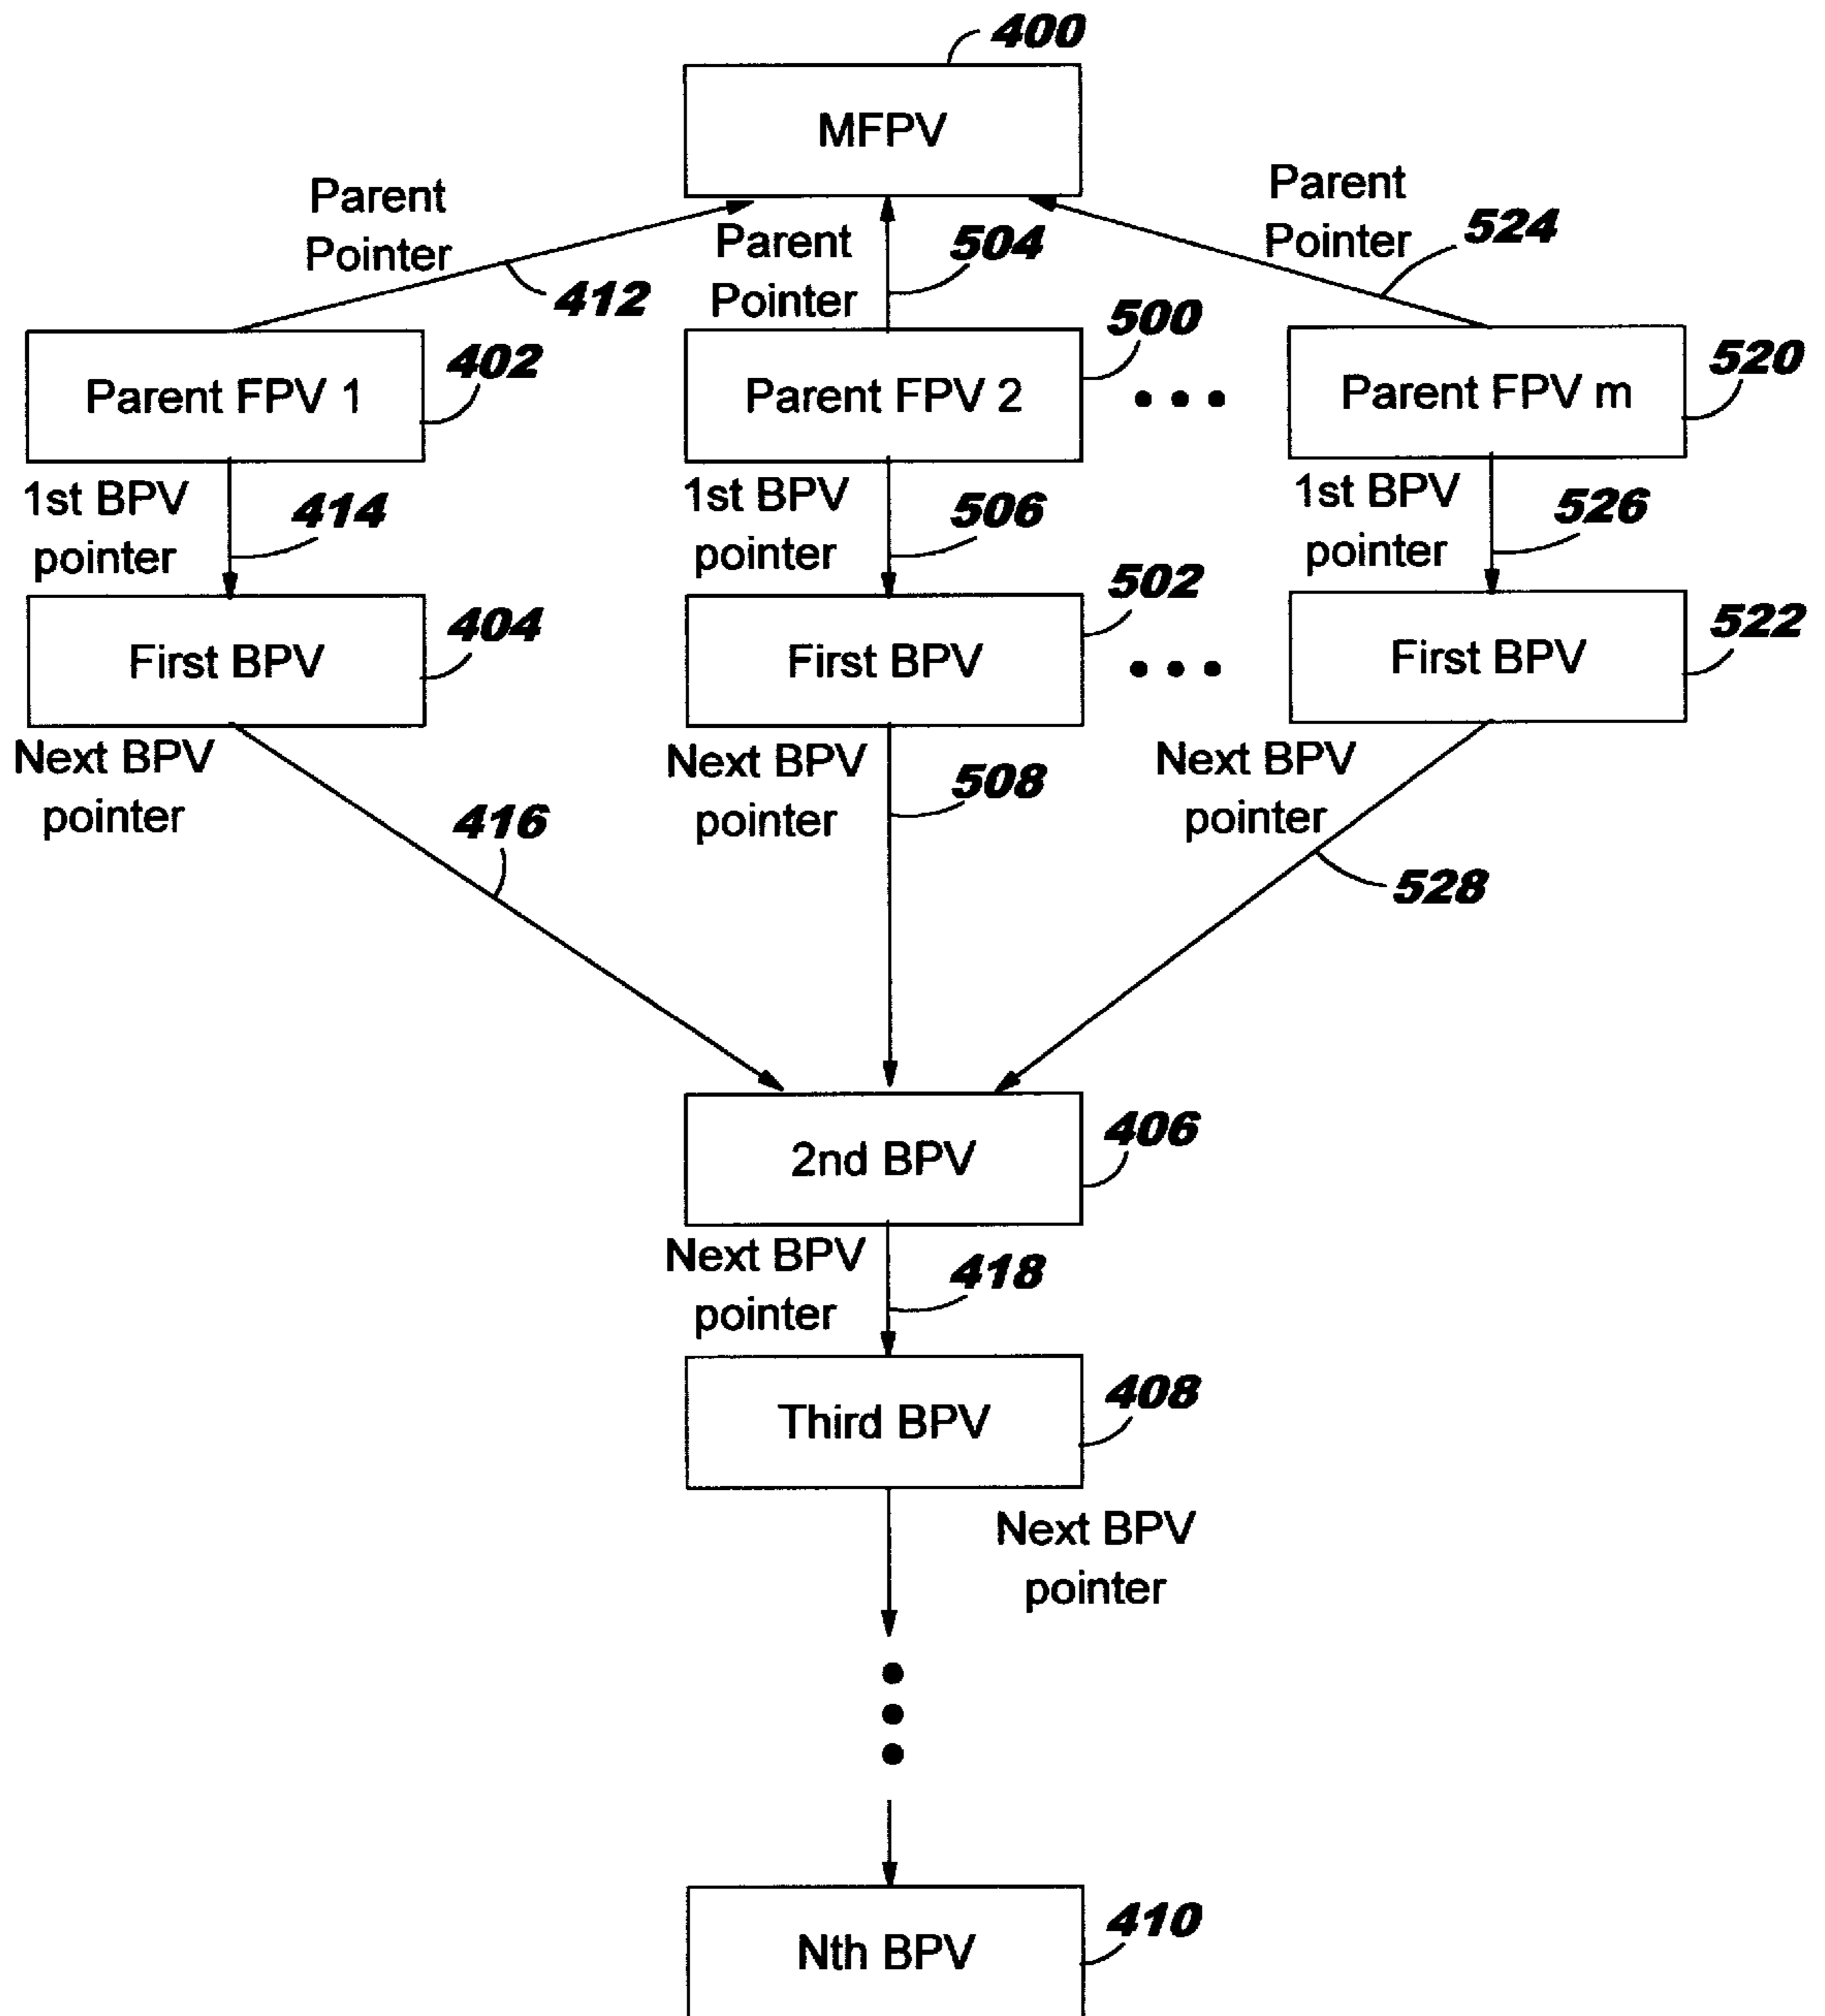 400
MFPV
Parent
Pointer
412
Parent
Pointer
504
Parent
Pointer
524
Parent FPV 1
402
Parent FPV 2
500
Parent FPV m
520
1st BPV
pointer
414
1st BPV
pointer
506
1st BPV
pointer
526
First BPV
404
First BPV
502
First BPV
522
Next BPV
pointer
416
Next BPV
pointer
508
Next BPV
pointer
528
2nd BPV
406
Next BPV
pointer
418
Third BPV
408
Next BPV
pointer
Nth BPV
410